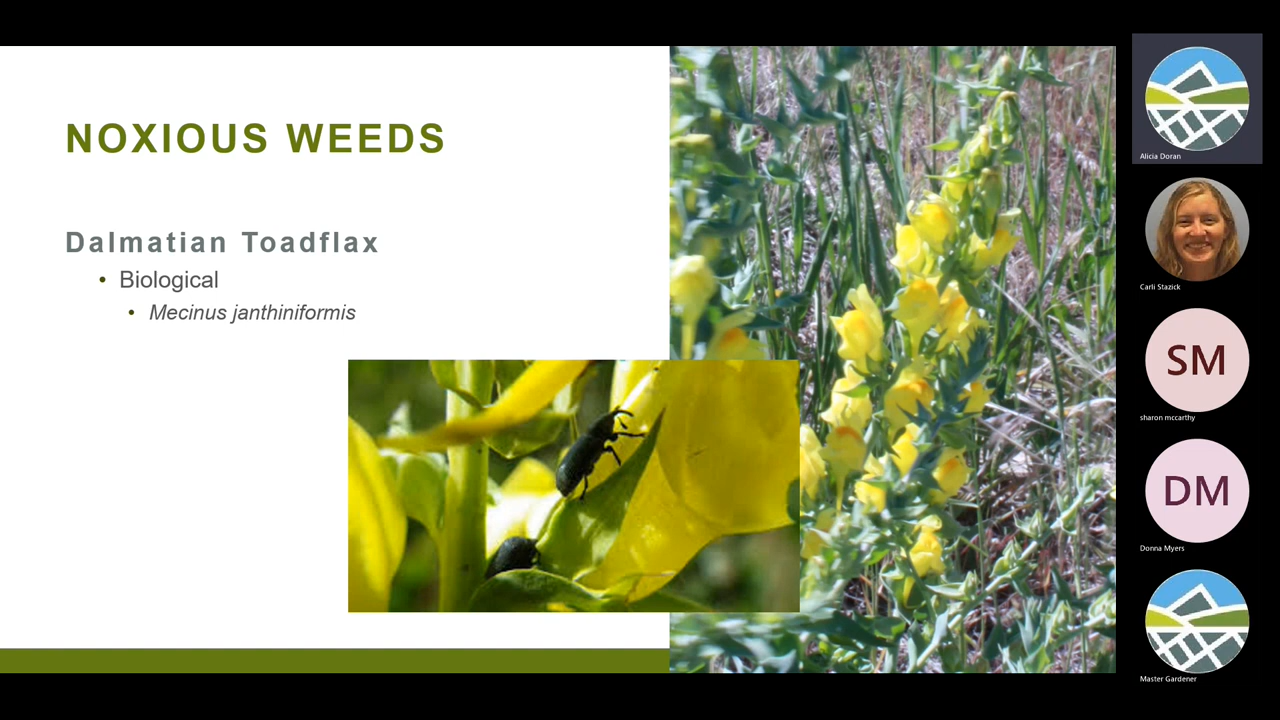 NOXIOUS WEEDS
Dalmatian Toadflax
• Biological
• Mecinus janthiniformis
Alicia Doran
Carli Stazick
SM
sharon mccarthy
DM
Donna Myers
Master Gardener